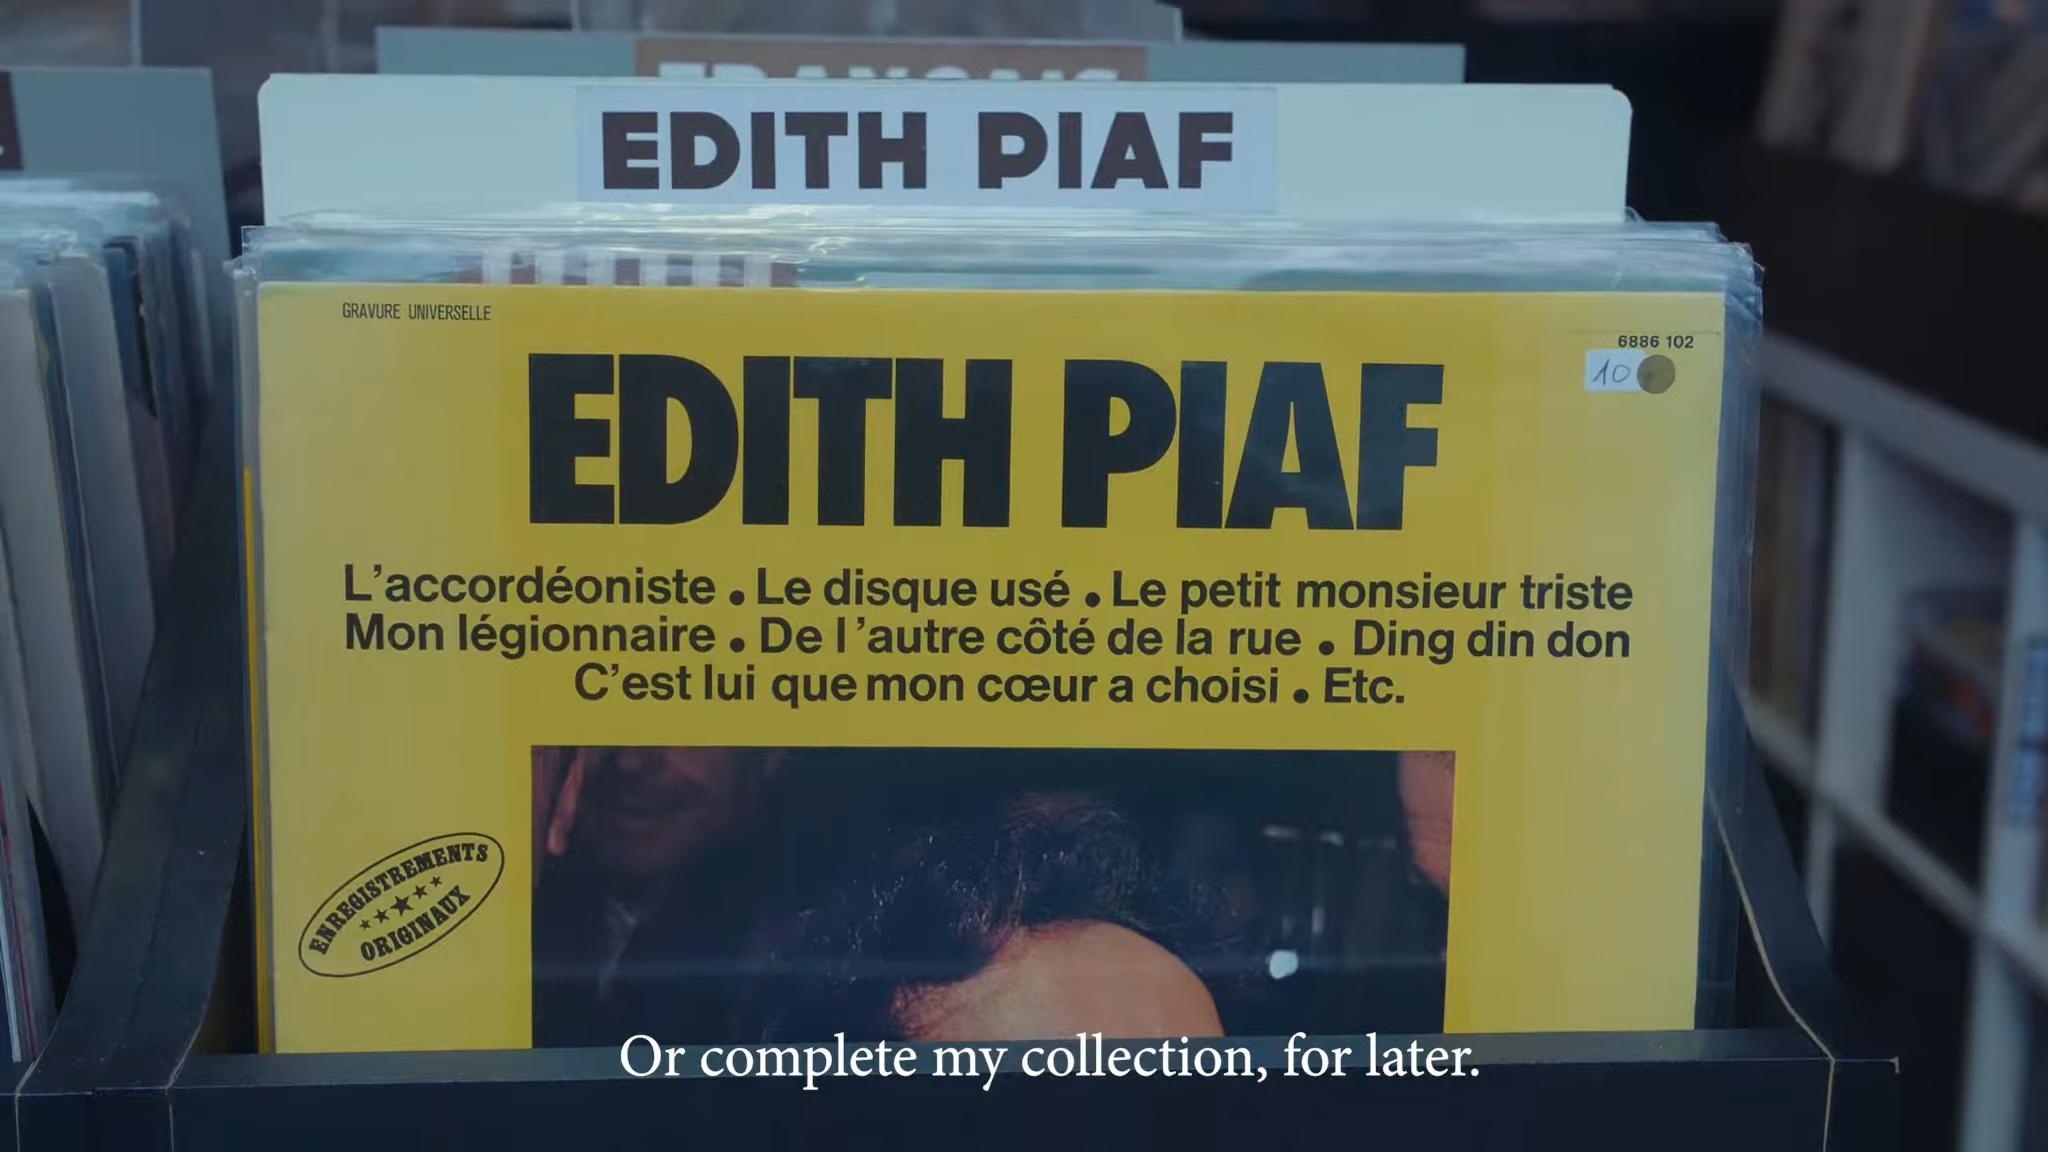 EDITH PIAF
GRAVURE UNIVERSELLE
6886 102
10
EDITH PIAF
L'accordéoniste . Le disque usé . Le petit monsieur triste
Mon légionnaire . De l'autre côté de la rue . Ding din don
C'est lui que mon cœur a choisi . Etc.
ENREGISTREMENTS
ORIGINAUX
Or complete my collection, for later.